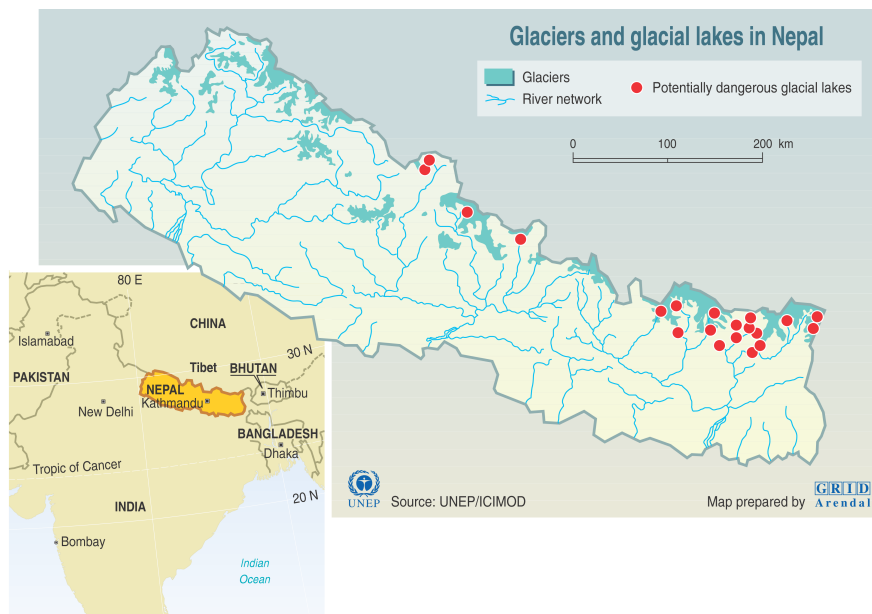 Glaciers and glacial lakes in Nepal
Glaciers
River network
Potentially dangerous glacial lakes
0 100 200 km
80 E
CHINA
Islamabad
30 N
Tibet
BHUTAN
PAKISTAN
NEPAL
Thimbu
Kathmandu
New Delhi
BANGLADESH
Dhaka
Tropic of Cancer
20 N
INDIA
Bombay
Indian
Ocean
UNEP
Source: UNEP/ICIMOD
Map prepared by
GRID
Arendal